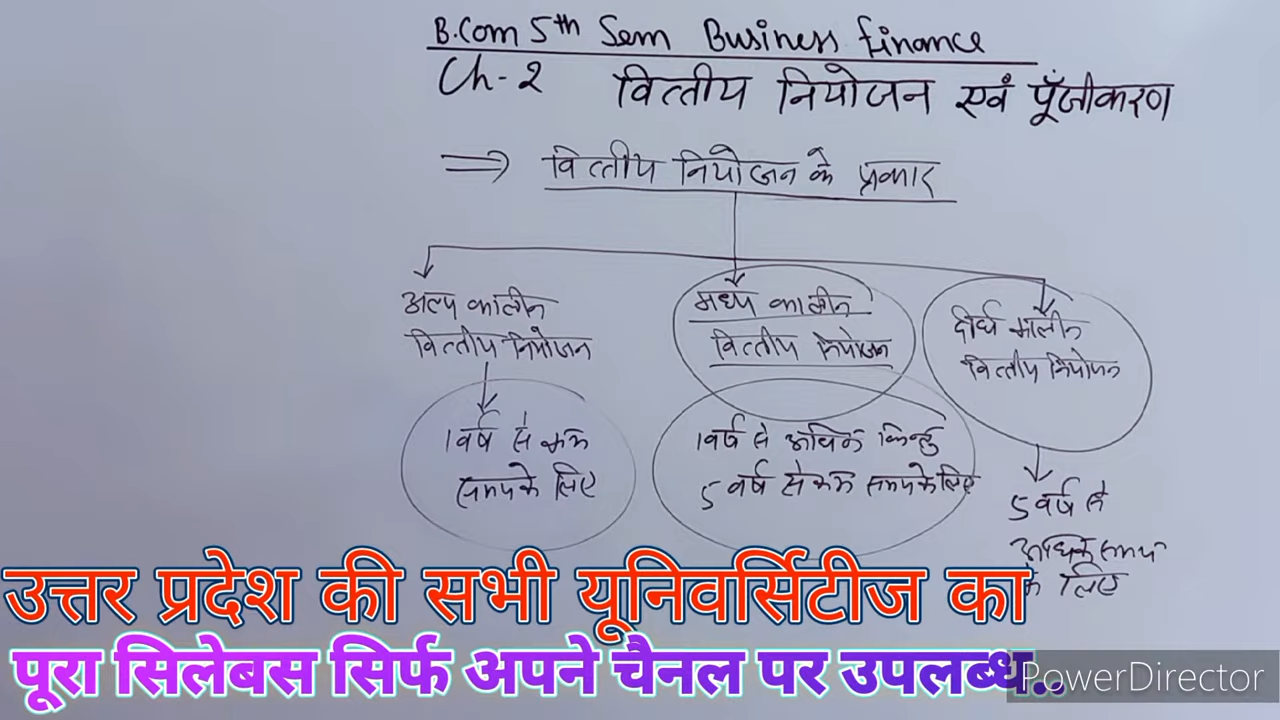 B.Com 5th Sem Business finance
Ch-2 वित्तीय नियोजन एवं पूँजीकरण
⇒ वित्तीय नियोजन के प्रकार
अल्प कालीन
वित्तीय नियोजन
1 वर्ष से कम
समय के लिए
मध्य कालीन
वित्तीय नियोजन
1 वर्ष से अधिक किन्तु
5 वर्ष से कम समय के लिए
दीर्घ कालीन
वित्तीय नियोजन
5 वर्ष से
अधिक समय
के लिए
उत्तर प्रदेश की सभी यूनिवर्सिटीज का
पूरा सिलेबस सिर्फ अपने चैनल पर उपलब्ध..
PowerDirector